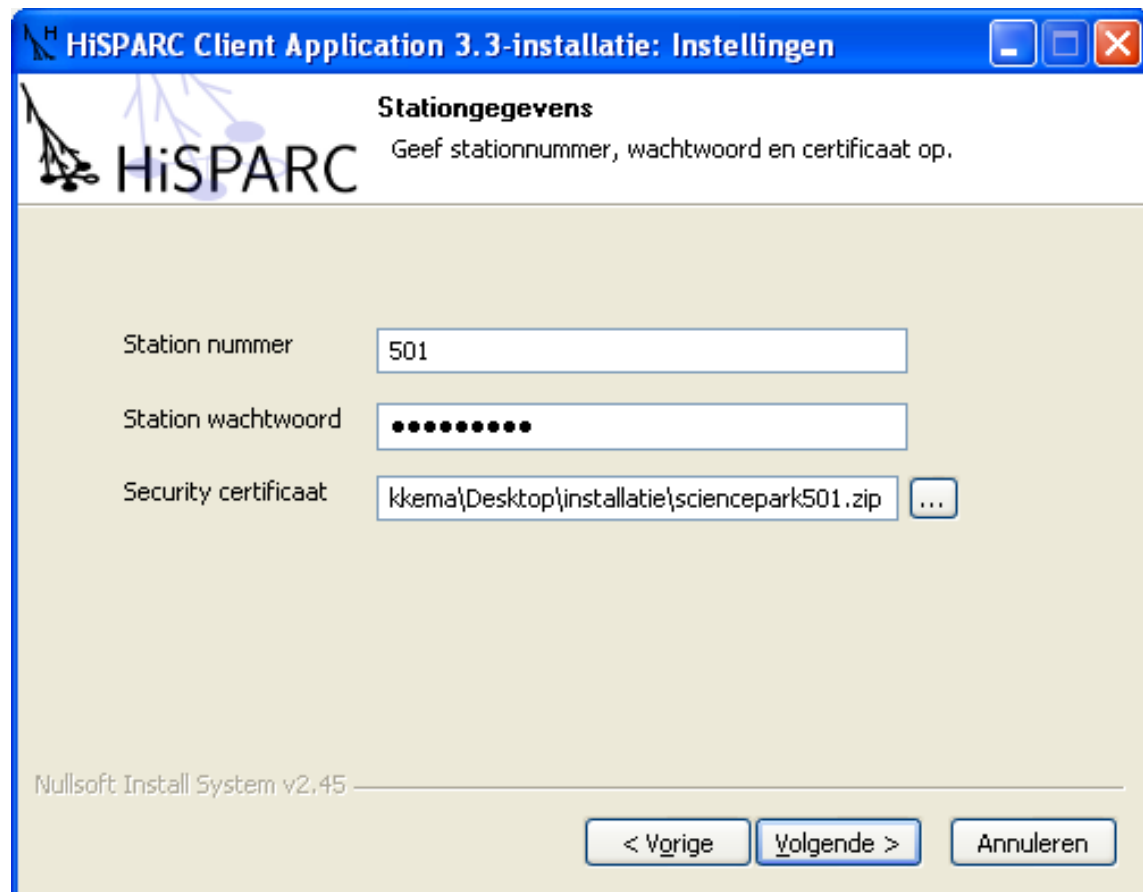 H HiSPARC Client Application 3.3-installatie: Instellingen
HiSPARC
Stationgegevens
Geef stationnummer, wachtwoord en certificaat op.
Station nummer
501
Station wachtwoord
•••••••••
Security certificaat
kkema\Desktop\installatie\sciencepark501.zip
...
Nullsoft Install System v2.45
< Vorige
Volgende >
Annuleren